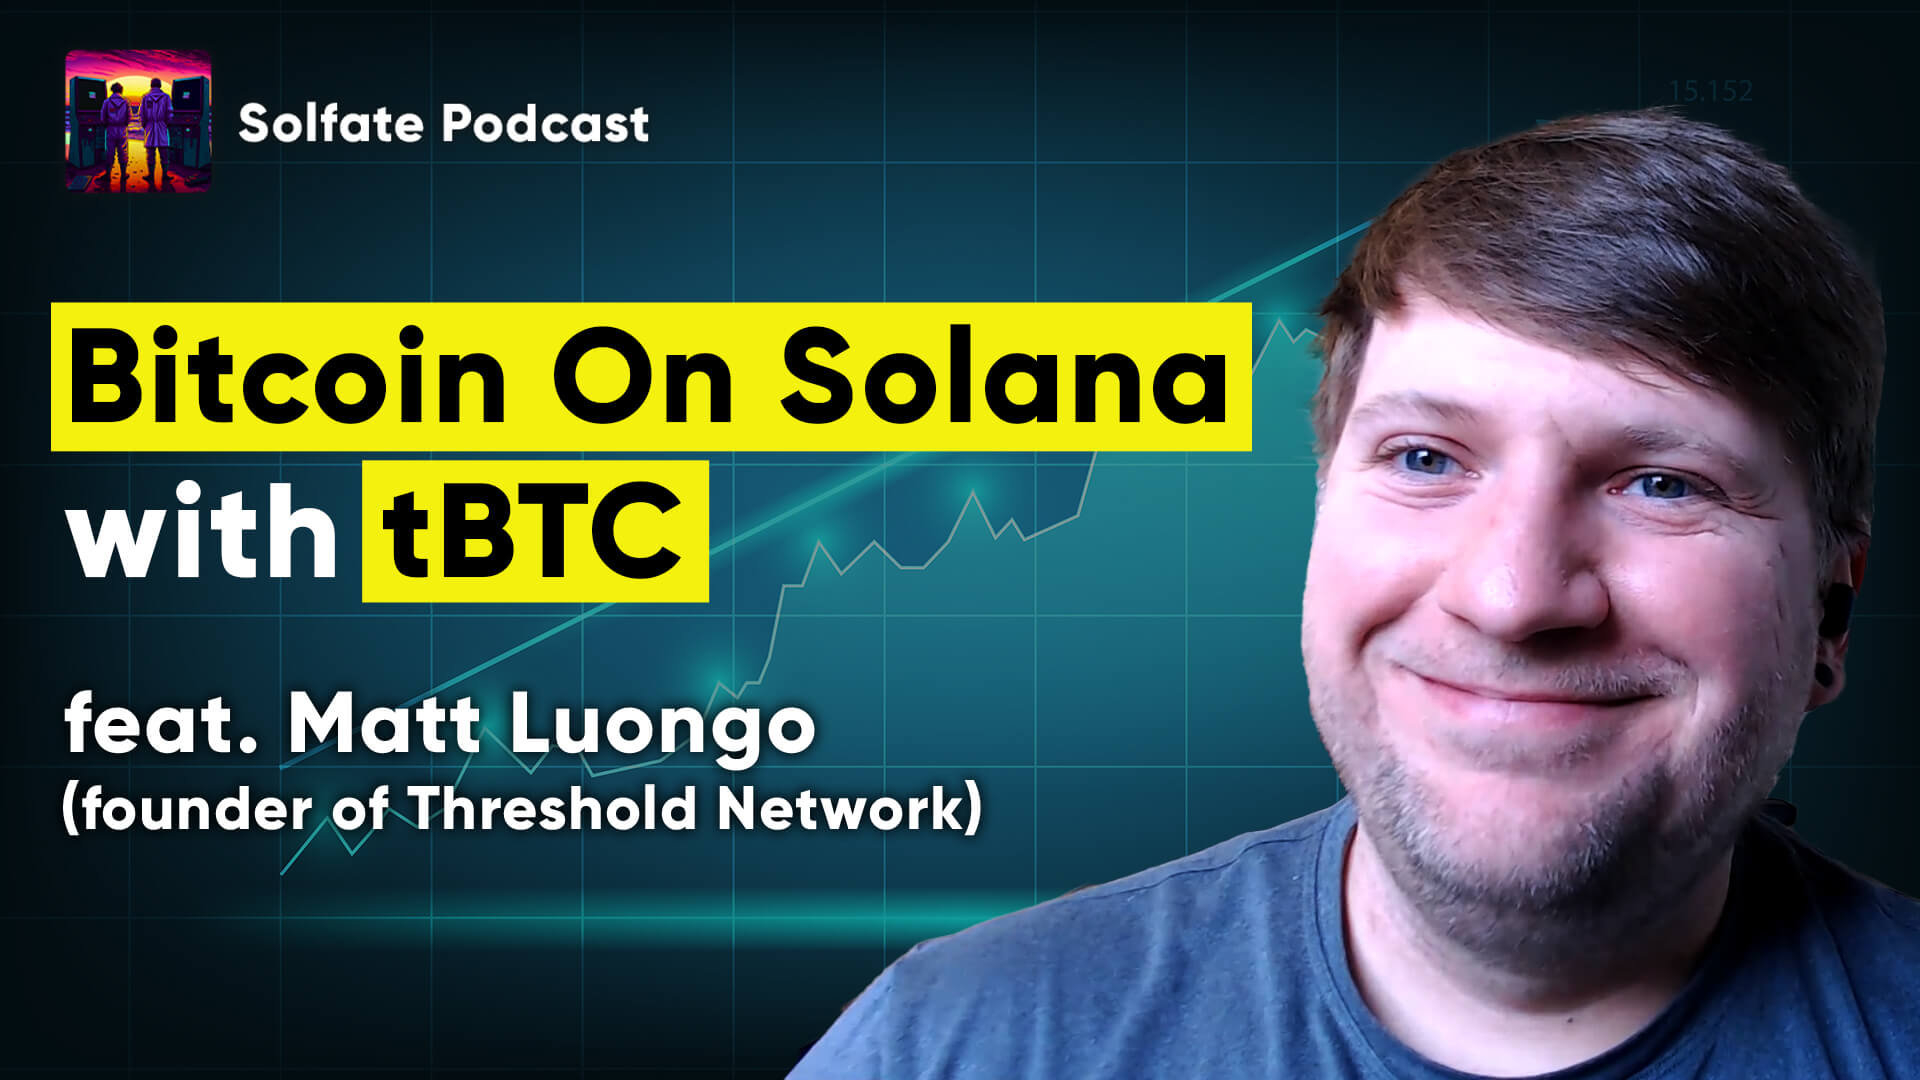 Solfate Podcast
15.152
Bitcoin On Solana
with tBTC
feat. Matt Luongo
(founder of Threshold Network)